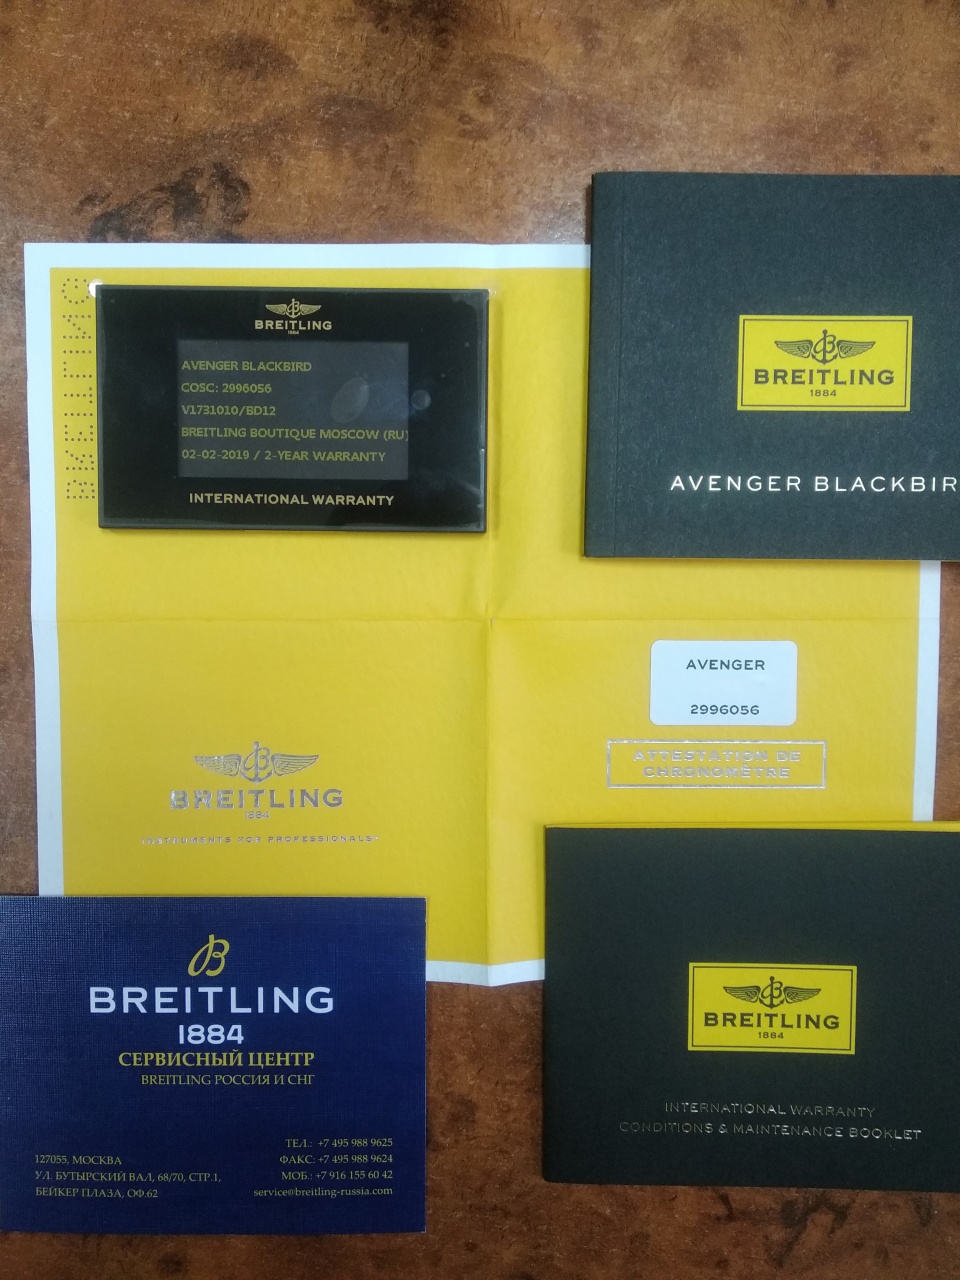 BREITLING
BREITLING
1884
AVENGER BLACKBIRD
COSC: 2996056
V1731010/BD12
BREITLING BOUTIQUE MOSCOW (RU)
02-02-2019 / 2-YEAR WARRANTY
INTERNATIONAL WARRANTY
BREITLING
1884
AVENGER BLACKBIR
AVENGER
2996056
ATTESTATION DE
CHRONOMÈTRE
BREITLING
1884
INSTRUMENTS FOR PROFESSIONALS™
B
BREITLING
1884
СЕРВИСНЫЙ ЦЕНТР
BREITLING РОССИЯ И СНГ
127055, МОСКВА
УЛ. БУТЫРСКИЙ ВАЛ, 68/70, СТР.1,
БЕЙКЕР ПЛАЗА, ОФ.62
ТЕЛ.: +7 495 988 9625
ФАКС: +7 495 988 9624
МОБ.: +7 916 155 60 42
service@breitling-russia.com
BREITLING
1884
INTERNATIONAL WARRANTY
CONDITIONS & MAINTENANCE BOOKLET